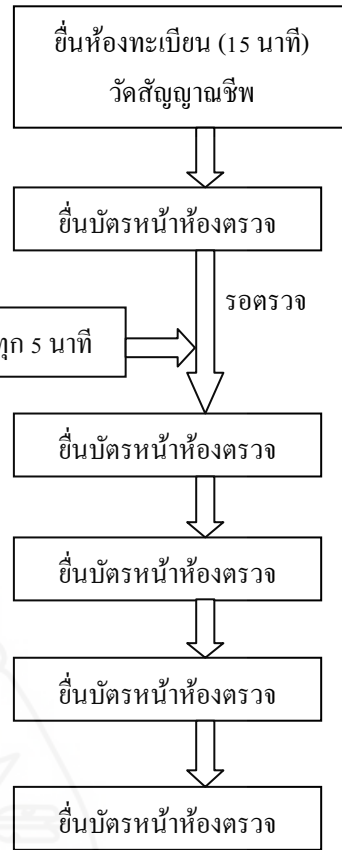 ยื่นห้องทะเบียน (15 นาที)
วัดสัญญาณชีพ
ยื่นบัตรหน้าห้องตรวจ
รอตรวจ
ทุก 5 นาที
ยื่นบัตรหน้าห้องตรวจ
ยื่นบัตรหน้าห้องตรวจ
ยื่นบัตรหน้าห้องตรวจ
ยื่นบัตรหน้าห้องตรวจ